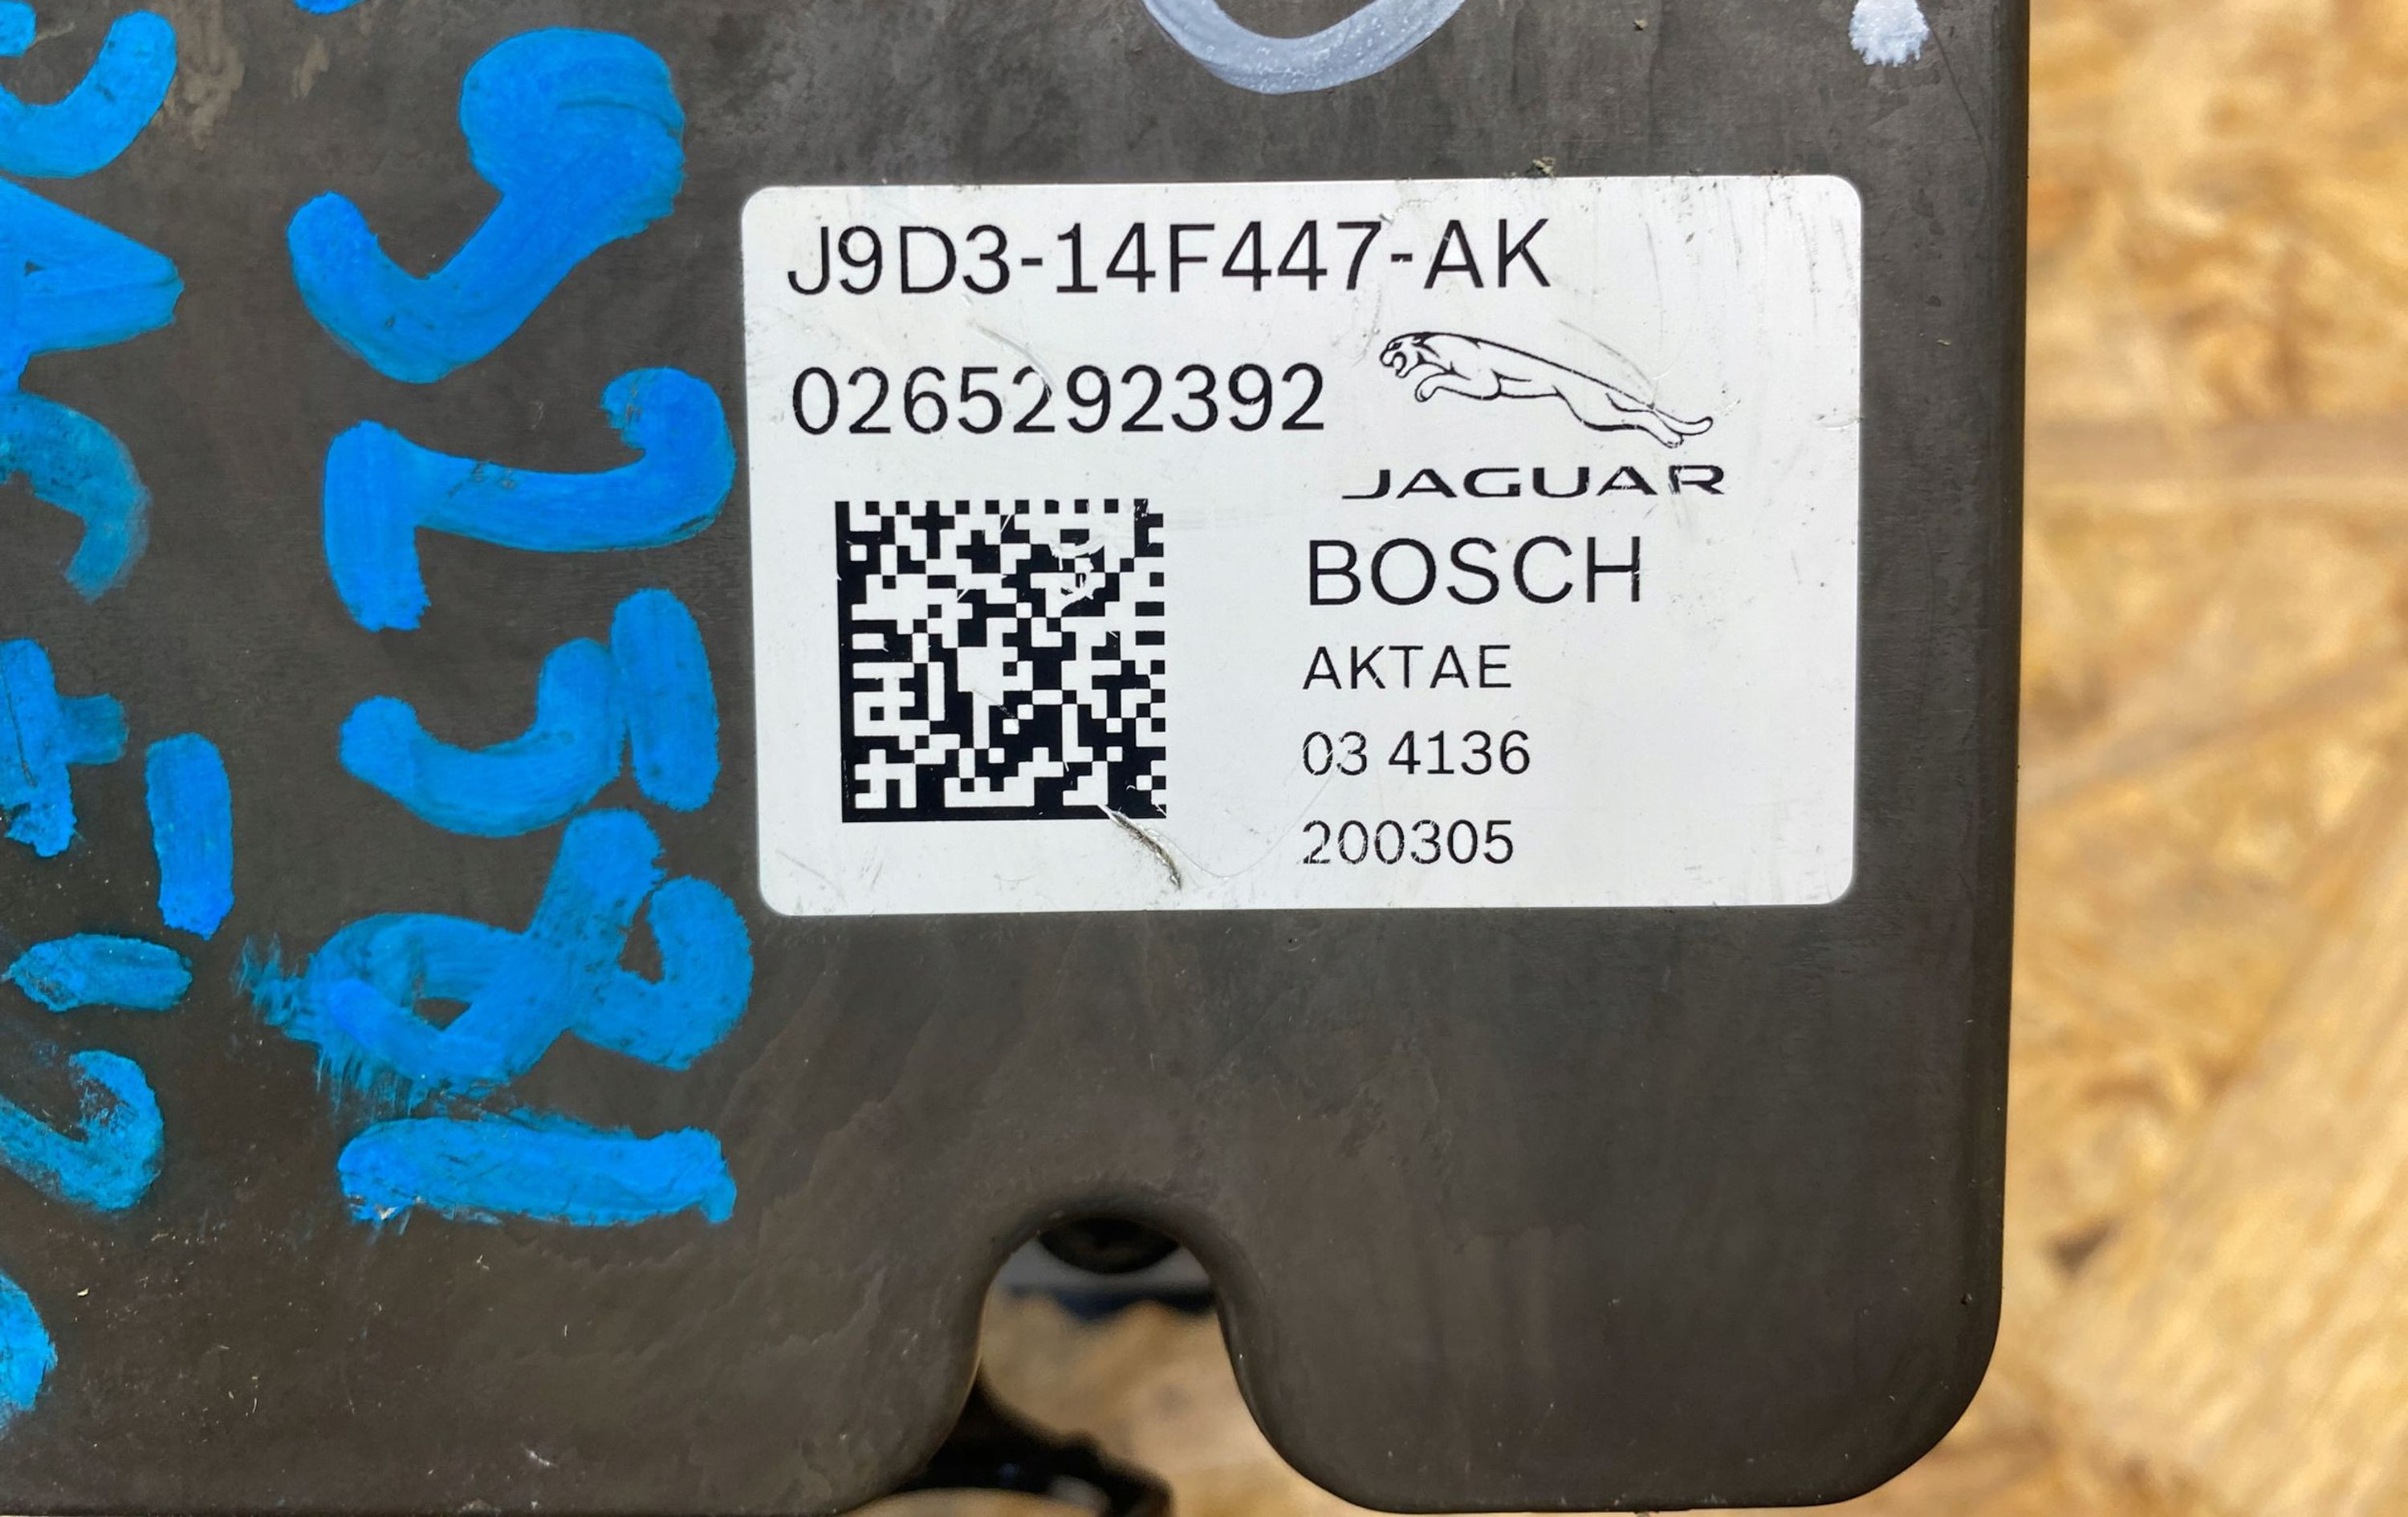 J9D3-14F447-AK
0265292392
JAGUAR
BOSCH
AKTAE
03 4136
200305